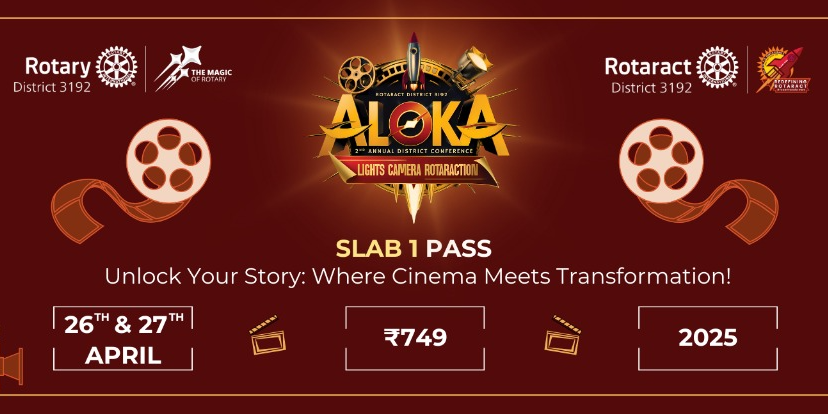 Rotary
District 3192
THE MAGIC
OF ROTARY
ROTARACT DISTRICT 3192
ALOKA
2ND ANNUAL DISTRICT CONFERENCE
LIGHTS CAMERA ROTARACTION
Rotaract
District 3192
REDEFINING
ROTARACT
SLAB 1 PASS
Unlock Your Story: Where Cinema Meets Transformation!
26TH & 27TH
APRIL
₹749
2025